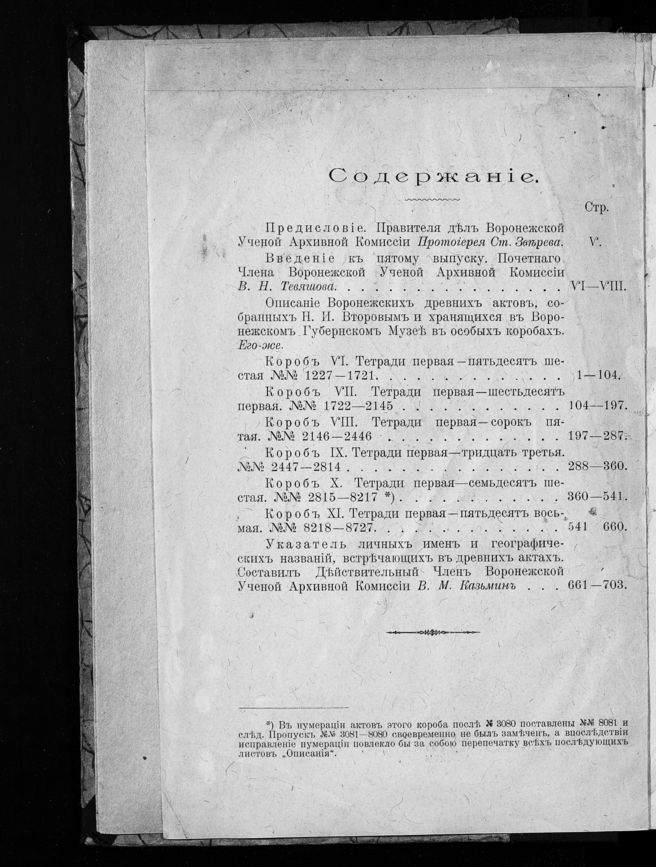 Содержаніе.
Стр.
Предисловіе. Правителя дѣлъ Воронежской
Ученой Архивной Комиссіи Протоіерея Ст. Звѣрева. V.
Введеніе къ пятому выпуску. Почетнаго
Члена Воронежской Ученой Архивной Комиссіи
В. Н. Тевяшова. . . . . . . . . . . . . . . . . VI—VIII.
Описаніе Воронежскихъ древнихъ актовъ, со-
бранныхъ Н. И. Второвымъ и хранящихся въ Воро-
нежскомъ Губернскомъ Музеѣ въ особыхъ коробахъ.
Его-же.
Коробъ VI. Тетради первая—пятьдесятъ ше-
стая №№ 1227—1721. . . . . . . . . . . . . . 1—104.
Коробъ VII. Тетради первая—шестьдесятъ
первая. №№ 1722—2145 . . . . . . . . . . . . 104—197.
Коробъ VIII. Тетради первая—сорокъ пя-
тая. №№ 2146—2446 . . . . . . . . . . . . . 197—287.
Коробъ IX. Тетради первая—тридцать третья.
№№ 2447—2814 . . . . . . . . . . . . . . . . 288—360.
Коробъ X. Тетради первая—семьдесятъ ше-
стая. №№ 2815—8217 *) . . . . . . . . . . . . 360—541.
Коробъ XI. Тетради первая—пятьдесятъ вось-
мая. №№ 8218—8727. . . . . . . . . . . . . . 541 660.
Указатель личныхъ именъ и географиче-
скихъ названій, встрѣчающихъ въ древнихъ актахъ.
Составилъ Дѣйствительный Членъ Воронежской
Ученой Архивной Комиссіи В. М. Казьминъ . . . 661—703.
*) Въ нумераціи актовъ этого короба послѣ № 3080 поставлены №№ 8081 и
слѣд. Пропускъ №№ 3081—8080 своевременно не былъ замѣченъ, а впослѣдствіи
исправленіе нумераціи повлекло бы за собою перепечатку всѣхъ послѣдующихъ
листовъ „Описанія“.